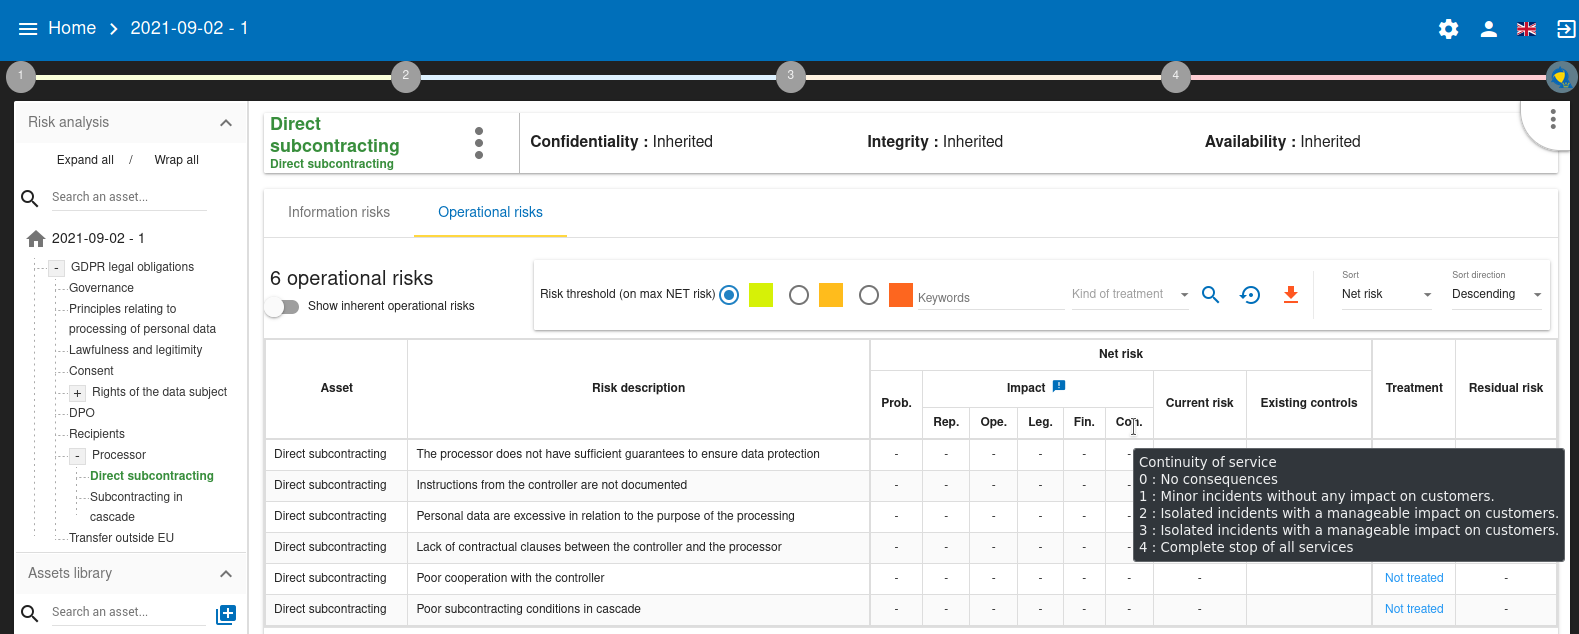 Home > 2021-09-02 - 1
1 2 3 4
Risk analysis
Expand all / Wrap all
Search an asset...
2021-09-02 - 1
- GDPR legal obligations
Governance
Principles relating to
processing of personal data
Lawfulness and legitimity
Consent
+ Rights of the data subject
DPO
Recipients
- Processor
Direct subcontracting
Subcontracting in
cascade
Transfer outside EU
Assets library
Search an asset...
Direct
subcontracting
Direct subcontracting
Confidentiality : Inherited Integrity : Inherited Availability : Inherited
Information risks Operational risks
6 operational risks
Show inherent operational risks
Risk threshold (on max NET risk) Keywords Kind of treatment
Sort
Net risk
Sort direction
Descending
Asset Risk description Net risk Treatment Residual risk
Prob. Impact Current risk Existing controls
Rep. Ope. Leg. Fin. Con.
Direct subcontracting The processor does not have sufficient guarantees to ensure data protection - - - - - -
Direct subcontracting Instructions from the controller are not documented - - - - - -
Direct subcontracting Personal data are excessive in relation to the purpose of the processing - - - - - -
Direct subcontracting Lack of contractual clauses between the controller and the processor - - - - - -
Direct subcontracting Poor cooperation with the controller - - - - - - - Not treated -
Direct subcontracting Poor subcontracting conditions in cascade - - - - - - - Not treated -
Continuity of service
0 : No consequences
1 : Minor incidents without any impact on customers.
2 : Isolated incidents with a manageable impact on customers.
3 : Isolated incidents with a manageable impact on customers.
4 : Complete stop of all services